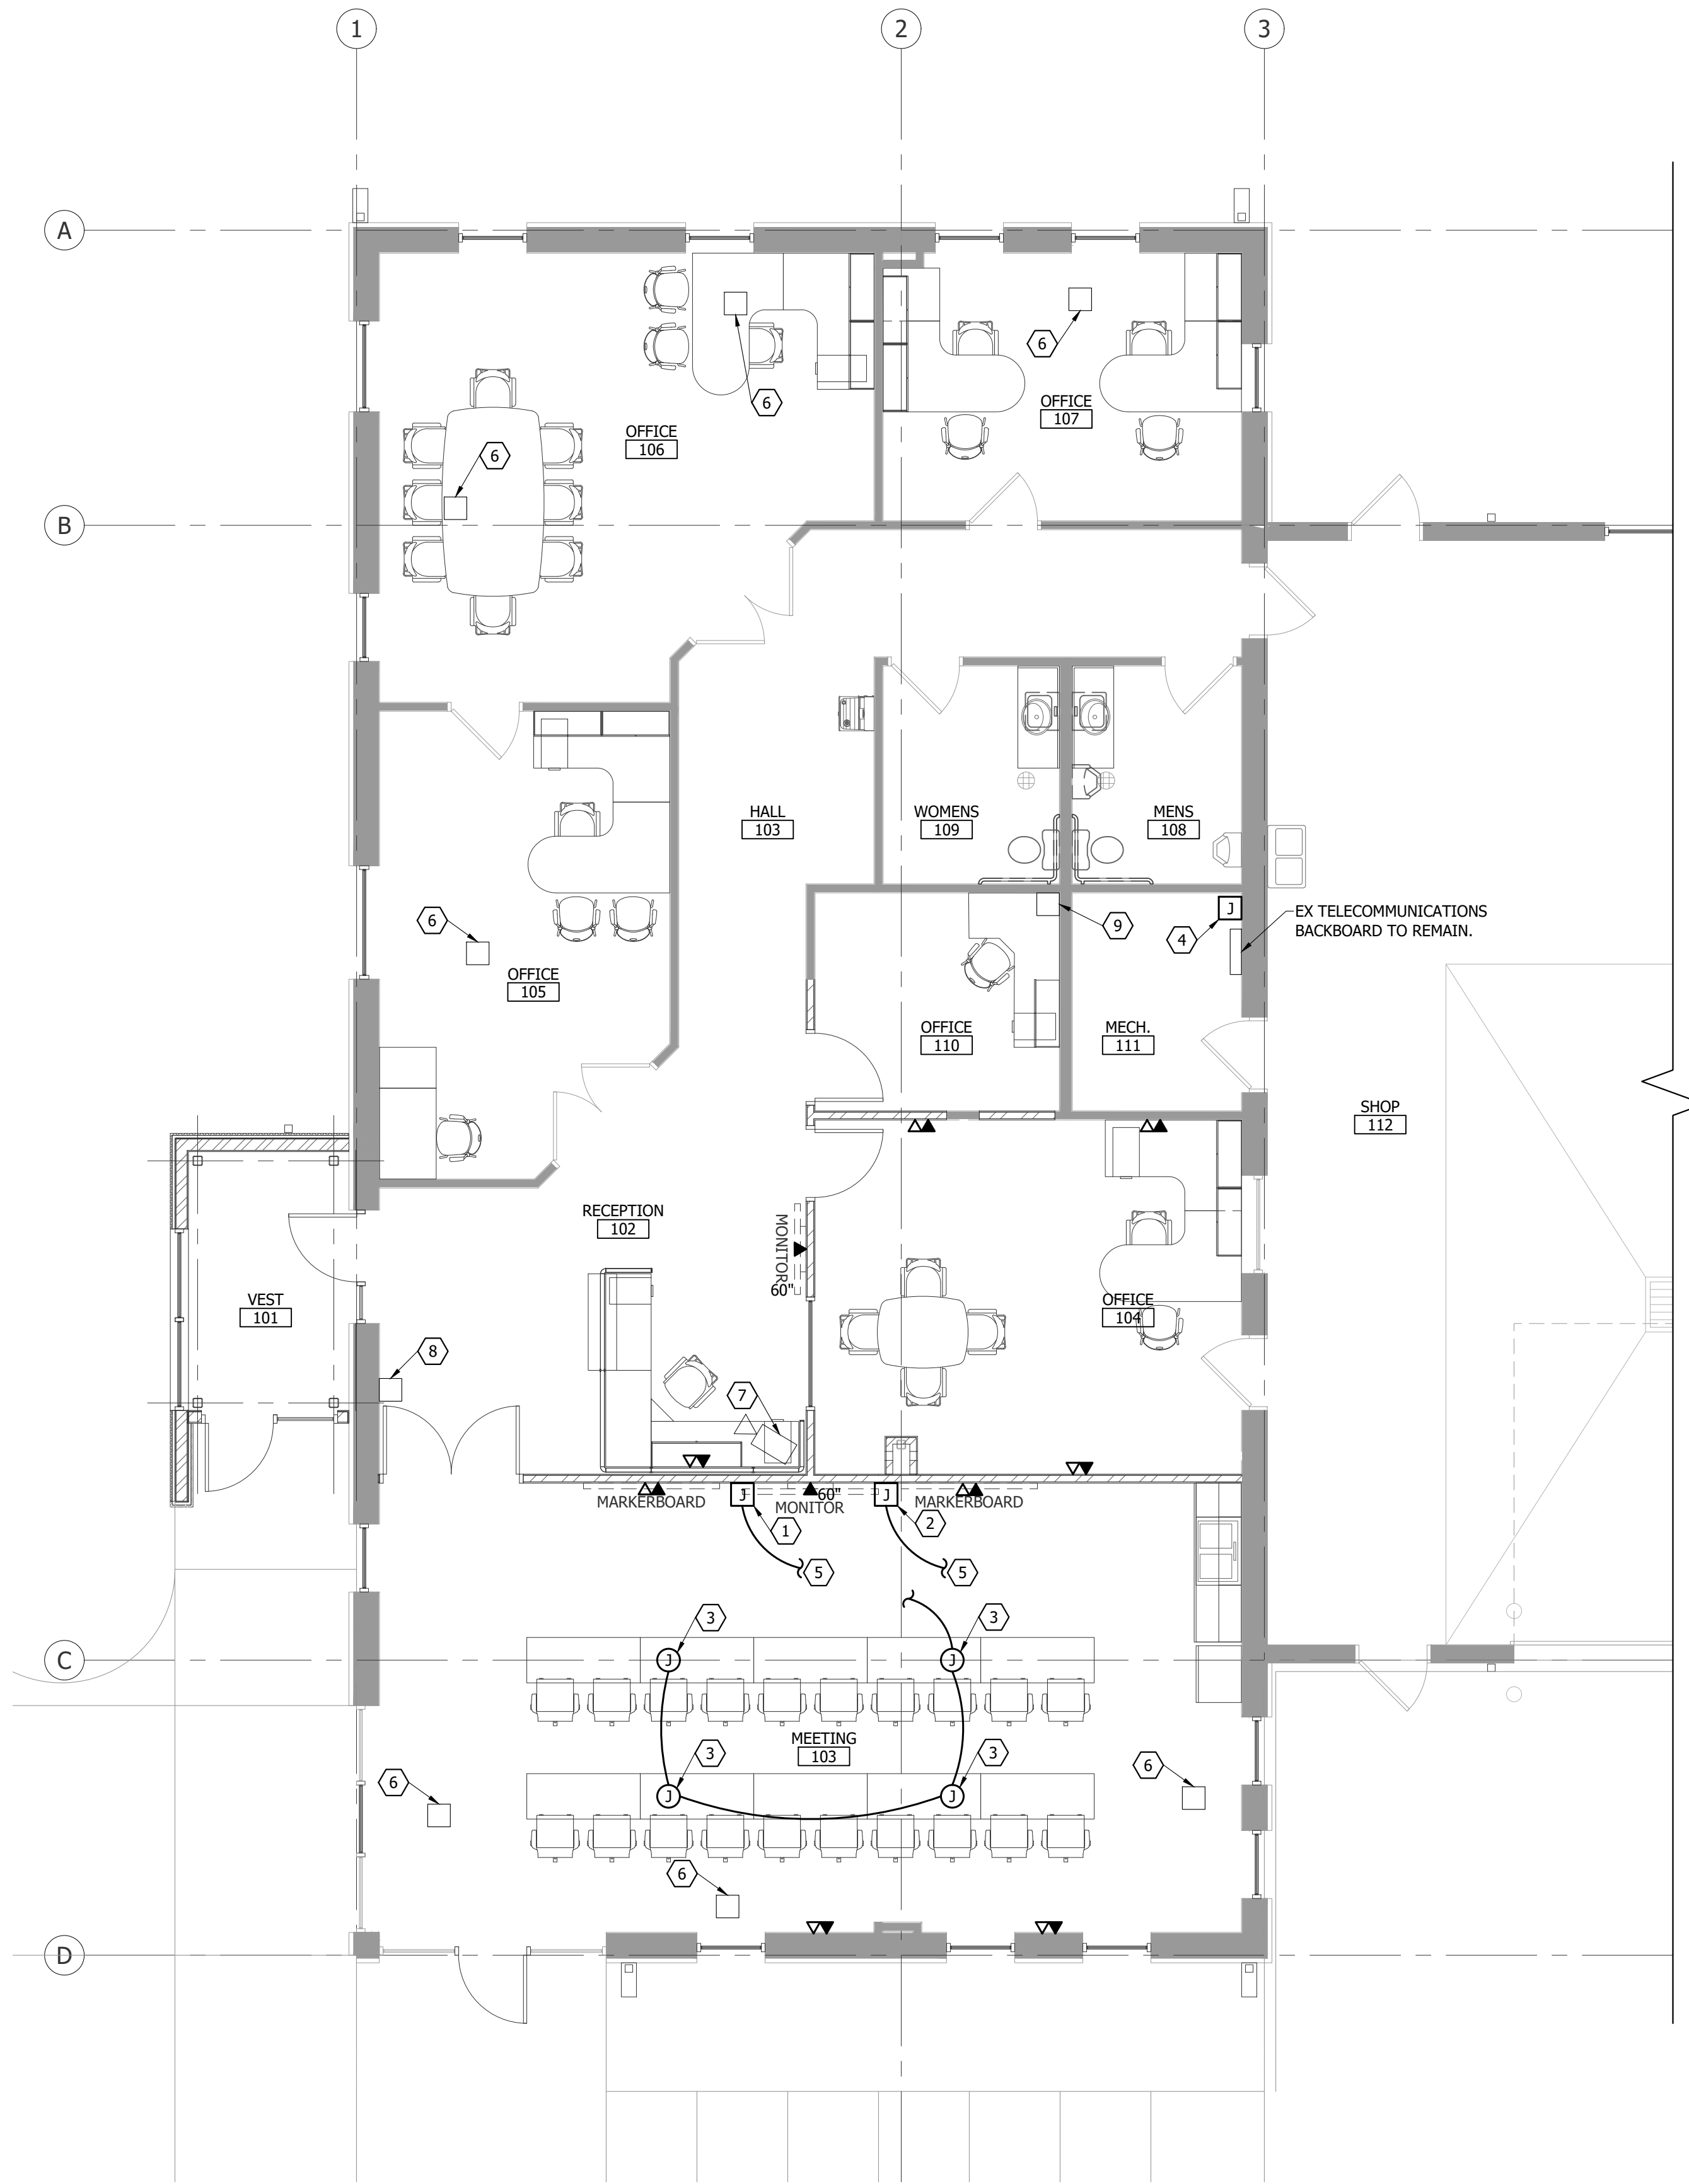 1
2
3
A
6
OFFICE
107
6
OFFICE
106
6
B
HALL
103
WOMENS
109
MENS
108
J
EX TELECOMMUNICATIONS
BACKBOARD TO REMAIN.
9
4
6
OFFICE
105
OFFICE
110
MECH.
111
SHOP
112
RECEPTION
102
MONITOR
60"
VEST
101
OFFICE
104
8
7
MARKERBOARD
J
60"
MONITOR
J
MARKERBOARD
1
2
5
5
3
3
C
J
J
MEETING
103
3
3
6
6
J
J
6
D